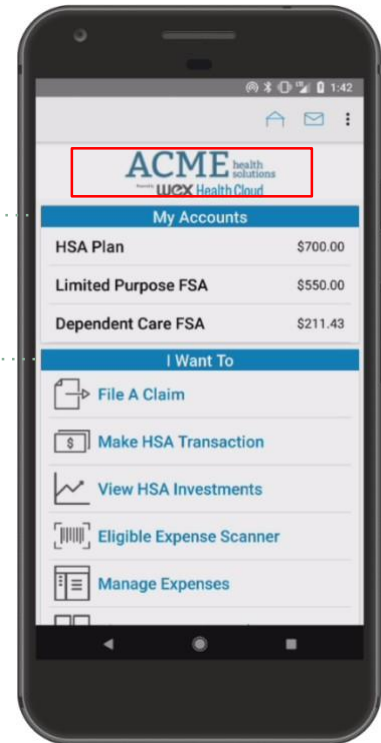 1:42
ACME health solutions
Powered by WEX Health Cloud
My Accounts
HSA Plan $700.00
Limited Purpose FSA $550.00
Dependent Care FSA $211.43
I Want To
File A Claim
$ Make HSA Transaction
View HSA Investments
Eligible Expense Scanner
Manage Expenses